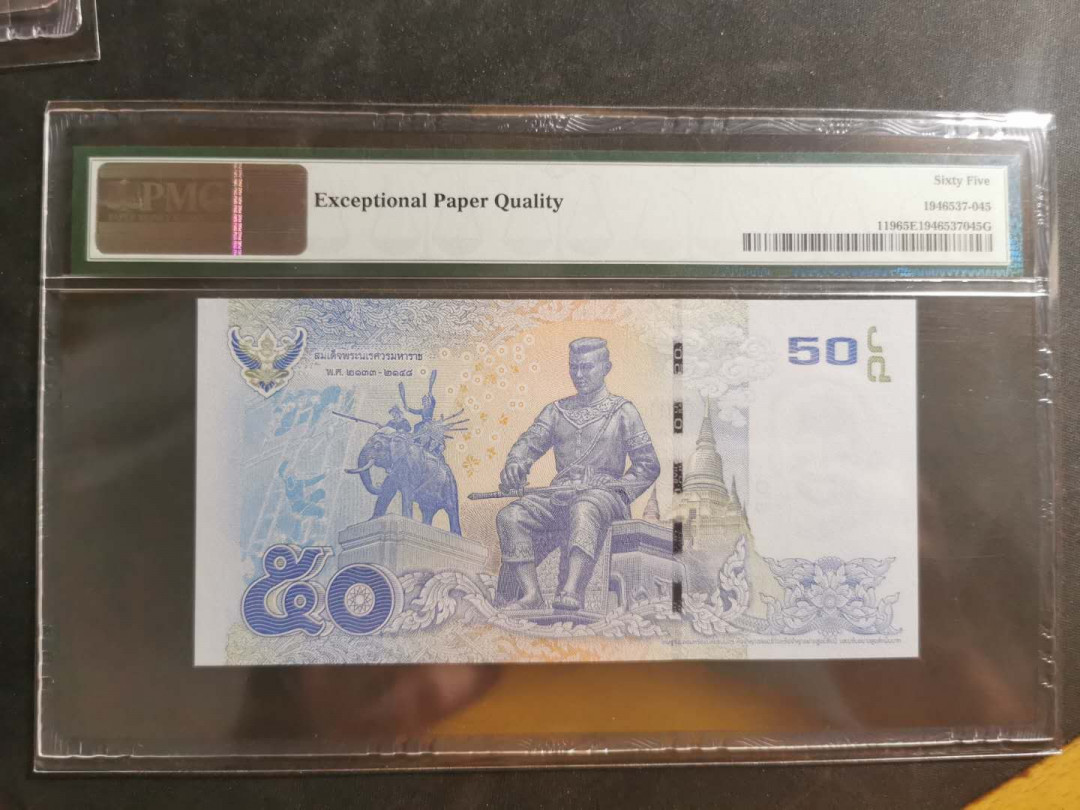 PMG
Exceptional Paper Quality
Sixty Five
1946537-045
11965E1946537045G
สมเด็จพระนเรศวรมหาราช
พ.ศ. ๒๑๓๓ - ๒๑๔๘
50
๕๐